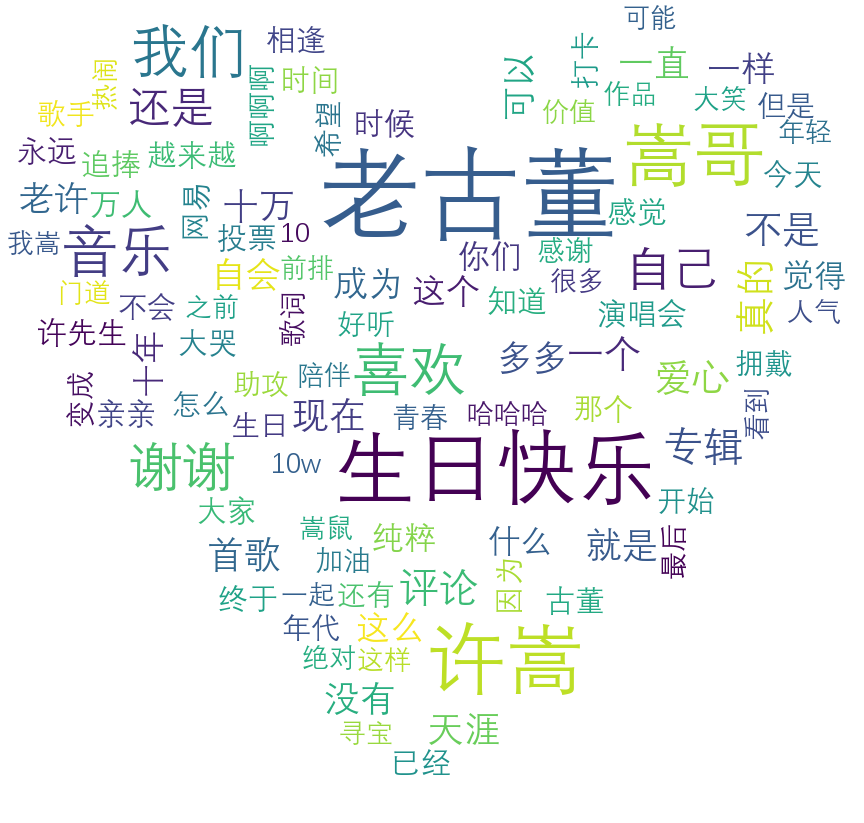 可能
我们
相逢
打卡
一直
一样
热闹
啊啊啊
时间
可以
作品
大笑
歌手
还是
希望
时候
价值
但是
年轻
永远
追捧
越来越
老古董
嵩哥
今天
老许
万人
网易
十万
感觉
我嵩
音乐
投票
10
你们
感谢
自己
不是
门道
不会
自会
前排
成为
这个
很多
真的
觉得
之前
歌词
知道
演唱会
人气
许先生
大哭
好听
十年
喜欢
多多
一个
爱心
拥戴
变成
助攻
陪伴
亲亲
怎么
生日
现在
青春
哈哈哈
那个
看到
谢谢
10w
生日快乐
专辑
大家
开始
嵩鼠
纯粹
什么
就是
最后
首歌
加油
终于
一起
还有
评论
因为
古董
年代
这么
绝对
这样
许嵩
没有
寻宝
天涯
已经